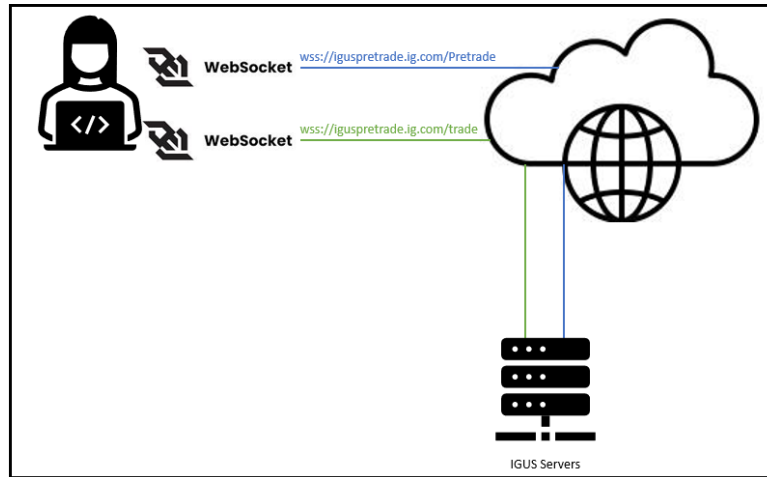 wss://iguspretrade.ig.com/Pretrade
WebSocket
wss://iguspretrade.ig.com/trade
WebSocket
</>
IGUS Servers